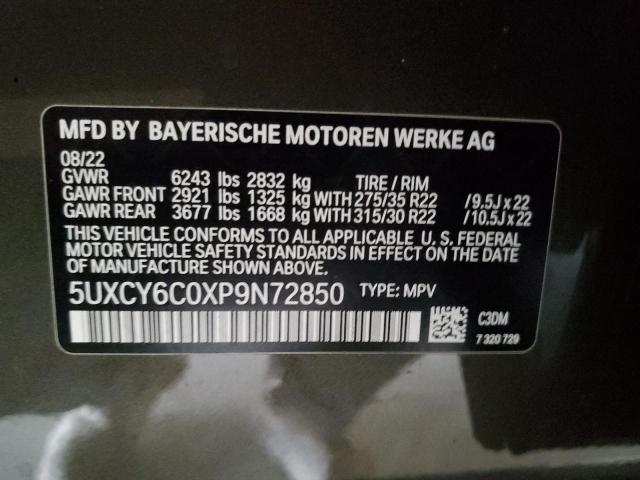 MFD BY BAYERISCHE MOTOREN WERKE AG
08/22
GVWR 6243 lbs 2832 kg TIRE / RIM
GAWR FRONT 2921 lbs 1325 kg WITH 275/35 R22 / 9.5J x 22
GAWR REAR 3677 lbs 1668 kg WITH 315/30 R22 / 10.5J x 22
THIS VEHICLE CONFORMS TO ALL APPLICABLE U. S. FEDERAL
MOTOR VEHICLE SAFETY STANDARDS IN EFFECT ON THE DATE OF
MANUFACTURE SHOWN ABOVE.
5UXCY6C0XP9N72850 TYPE: MPV
C3DM
7 320 729